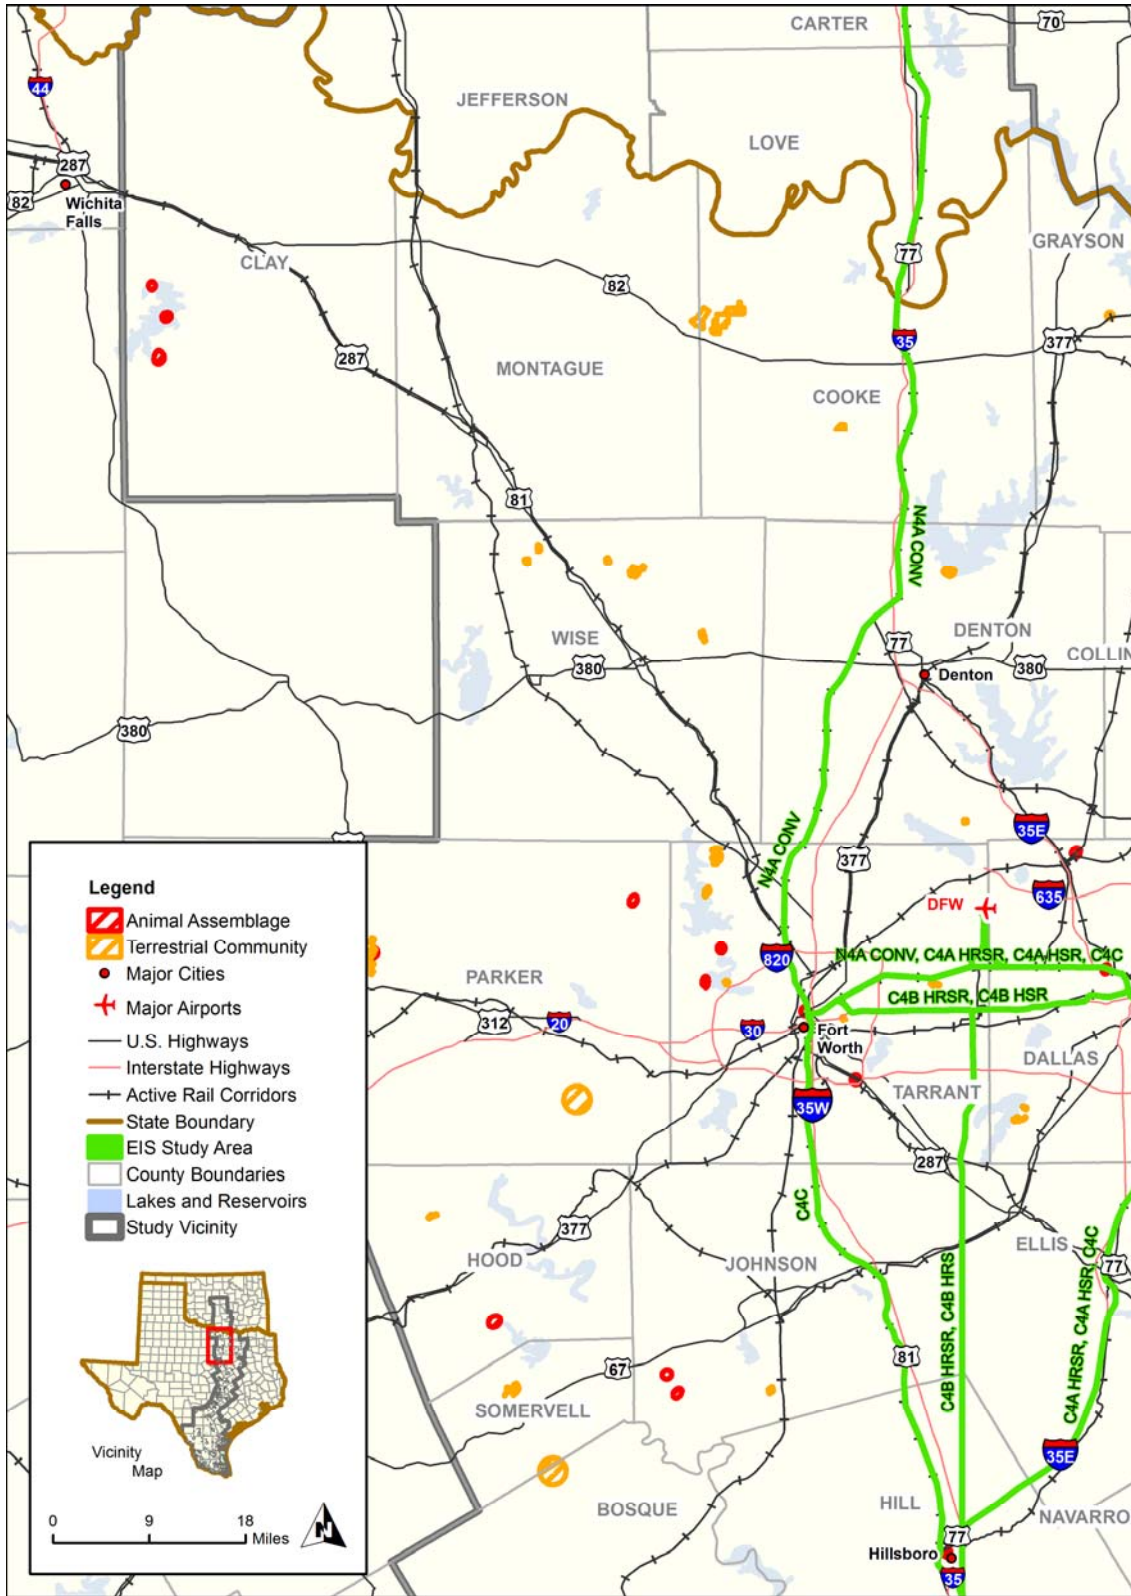 CARTER
70
44
JEFFERSON
LOVE
287
82
Wichita
Falls
GRAYSON
77
CLAY
82
35
377
287
MONTAGUE
COOKE
81
N4A CONV
WISE
77
DENTON
COLLIN
380
380
Denton
380
35E
N4A CONV
377
635
DFW
820
N4A CONV, C4A HRSR, C4A HSR, C4C
PARKER
C4B HRSR, C4B HSR
312
20
30
Fort
Worth
DALLAS
TARRANT
35W
287
C4C
377
HOOD
JOHNSON
ELLIS
77
C4B HRSR, C4B HRS
C4A HRSR, C4A HSR, C4C
81
67
SOMERVELL
35E
BOSQUE
HILL
NAVARRO
77
Hillsboro
35
Legend
Animal Assemblage
Terrestrial Community
Major Cities
Major Airports
U.S. Highways
Interstate Highways
Active Rail Corridors
State Boundary
EIS Study Area
County Boundaries
Lakes and Reservoirs
Study Vicinity
Vicinity
Map
0 9 18
Miles
N